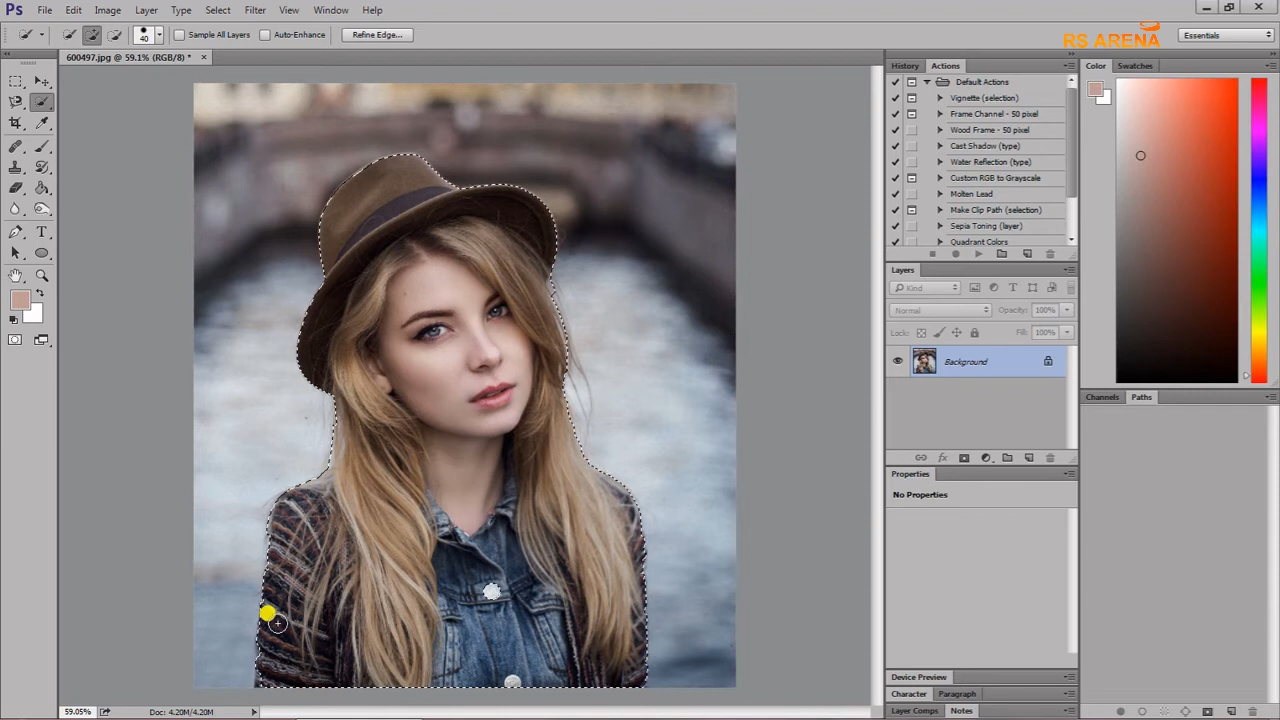 Ps File Edit Image Layer Type Select Filter View Window Help
40 Sample All Layers Auto-Enhance Refine Edge...
RS ARENA
Essentials
600497.jpg @ 59.1% (RGB/8) *
History Actions
Default Actions
Vignette (selection)
Frame Channel - 50 pixel
Wood Frame - 50 pixel
Cast Shadow (type)
Water Reflection (type)
Custom RGB to Grayscale
Molten Lead
Make Clip Path (selection)
Sepia Toning (layer)
Quadrant Colors
Color Swatches
Layers
Kind
Normal Opacity: 100%
Lock: Fill: 100%
Background
Channels Paths
Properties
No Properties
Device Preview
Character Paragraph
Layer Comps Notes
59.05% Doc: 4.20M/4.20M